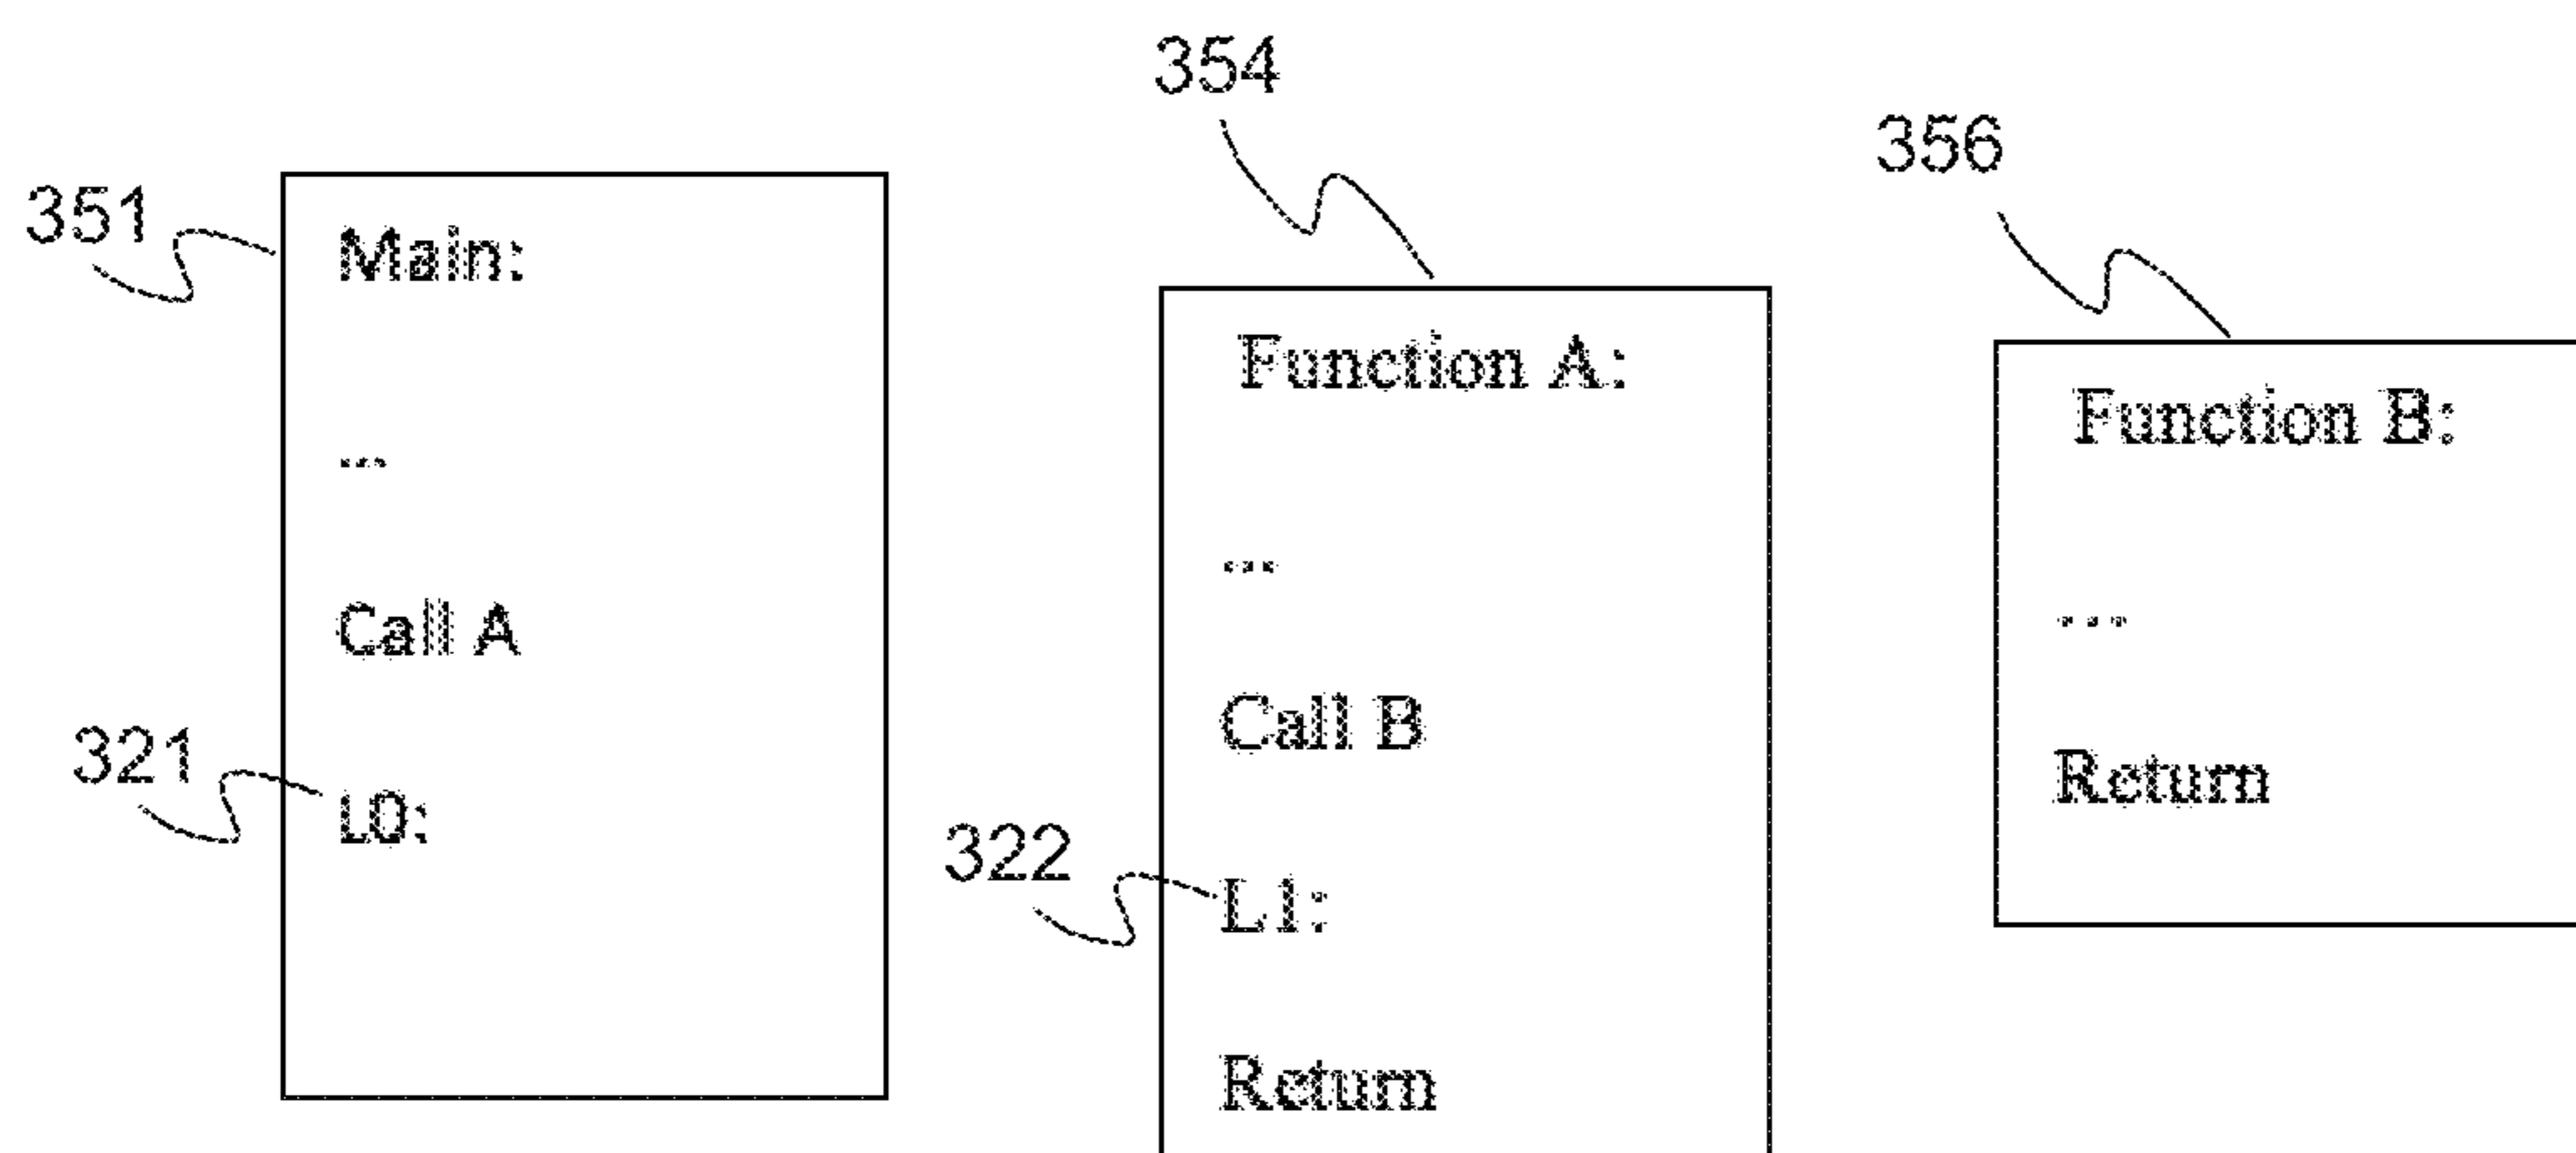 351
Main:
...
Call A
321
L0:
354
Function A:
...
Call B
322
L1:
Return
356
Function B:
...
Return